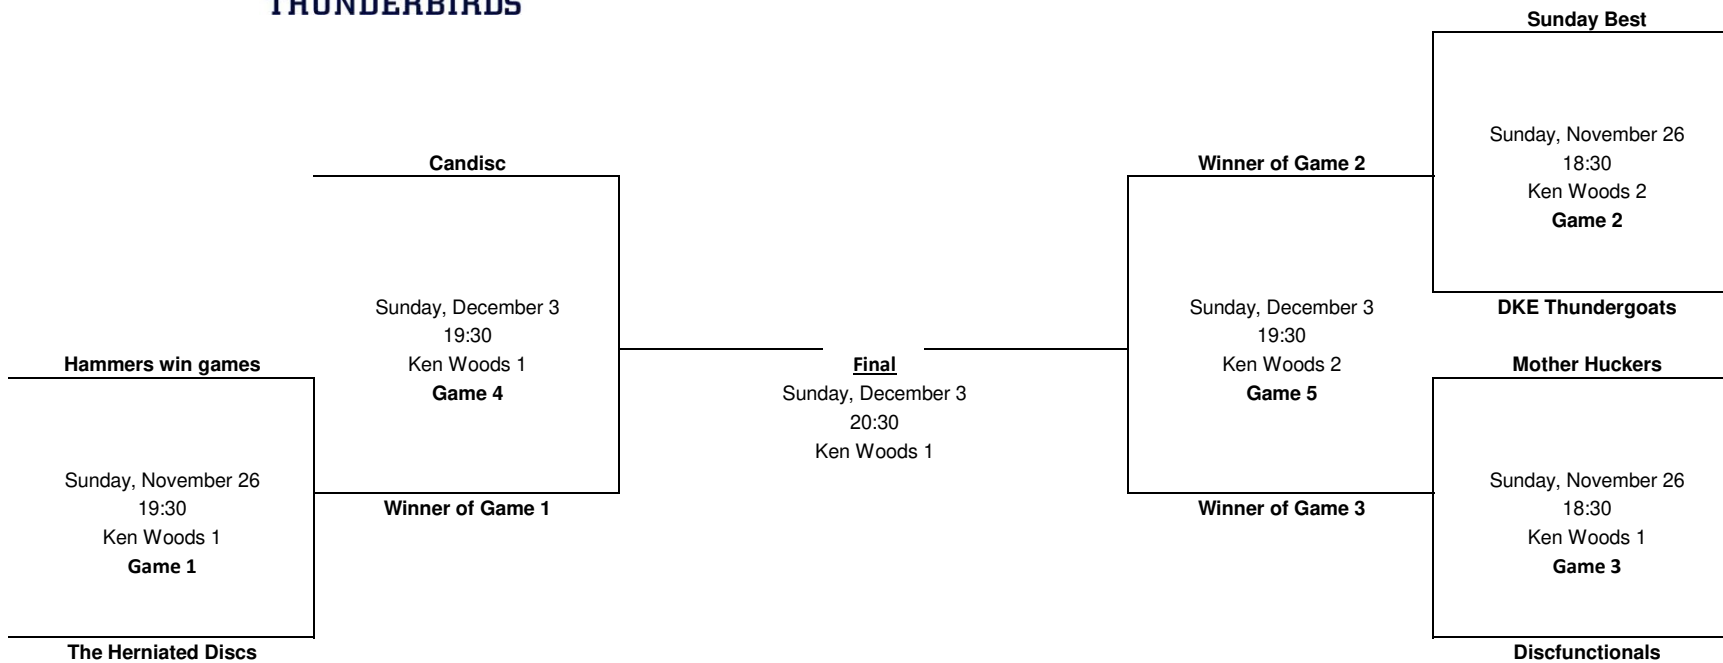 THUNDERBIRDS
Sunday Best
Sunday, November 26
18:30
Ken Woods 2
Game 2
DKE Thundergoats
Candisc
Sunday, December 3
19:30
Ken Woods 1
Game 4
Winner of Game 1
Winner of Game 2
Sunday, December 3
19:30
Ken Woods 2
Game 5
Winner of Game 3
Final
Sunday, December 3
20:30
Ken Woods 1
Hammers win games
Sunday, November 26
19:30
Ken Woods 1
Game 1
The Herniated Discs
Mother Huckers
Sunday, November 26
18:30
Ken Woods 1
Game 3
Discfunctionals